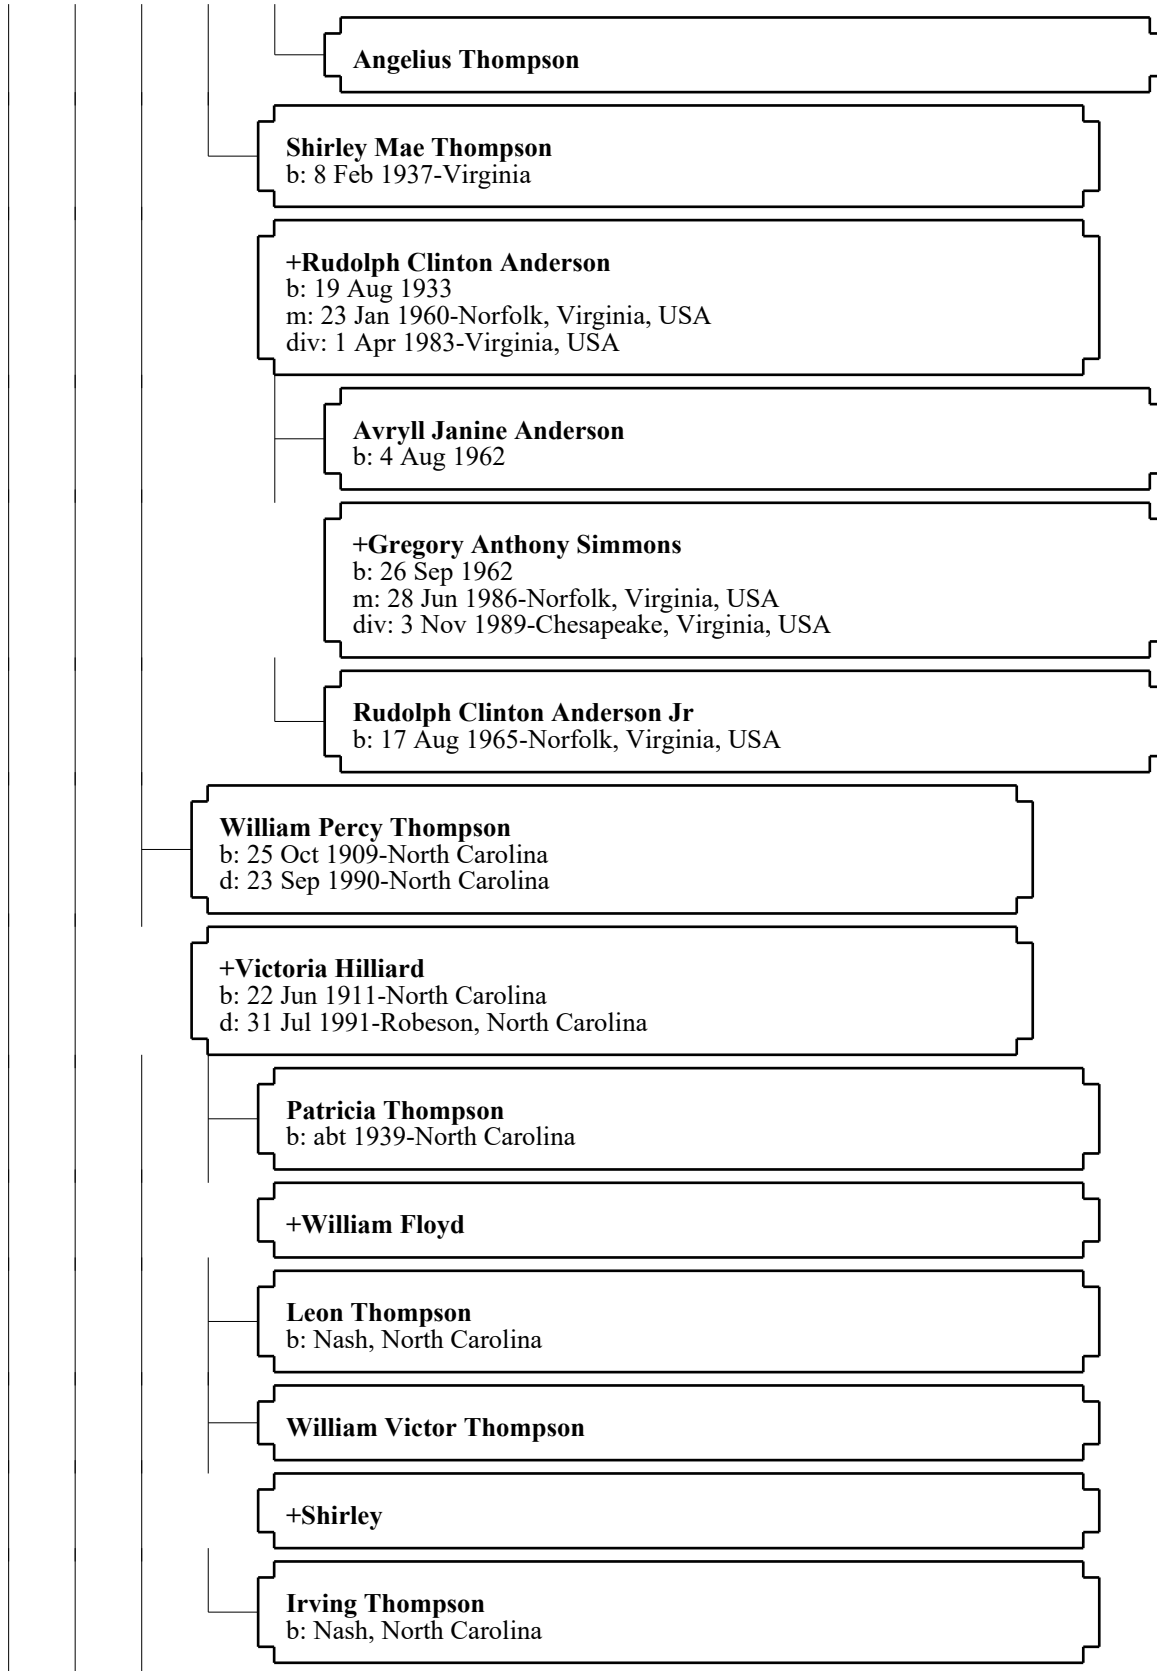 Angelius Thompson
Shirley Mae Thompson
b: 8 Feb 1937-Virginia
+Rudolph Clinton Anderson
b: 19 Aug 1933
m: 23 Jan 1960-Norfolk, Virginia, USA
div: 1 Apr 1983-Virginia, USA
Avryll Janine Anderson
b: 4 Aug 1962
+Gregory Anthony Simmons
b: 26 Sep 1962
m: 28 Jun 1986-Norfolk, Virginia, USA
div: 3 Nov 1989-Chesapeake, Virginia, USA
Rudolph Clinton Anderson Jr
b: 17 Aug 1965-Norfolk, Virginia, USA
William Percy Thompson
b: 25 Oct 1909-North Carolina
d: 23 Sep 1990-North Carolina
+Victoria Hilliard
b: 22 Jun 1911-North Carolina
d: 31 Jul 1991-Robeson, North Carolina
Patricia Thompson
b: abt 1939-North Carolina
+William Floyd
Leon Thompson
b: Nash, North Carolina
William Victor Thompson
+Shirley
Irving Thompson
b: Nash, North Carolina